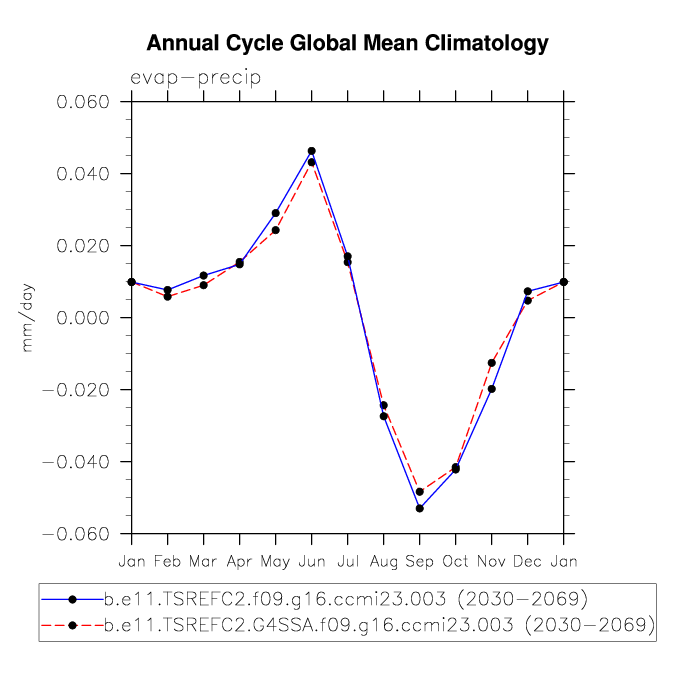 Annual Cycle Global Mean Climatology
evap-precip
0.060
0.040
0.020
0.000
-0.020
-0.040
-0.060
mm/day
Jan Feb Mar Apr May Jun Jul Aug Sep Oct Nov Dec Jan
b.e11.TSREFC2.f09.g16.ccmi23.003 (2030-2069)
b.e11.TSREFC2.G4SSA.f09.g16.ccmi23.003 (2030-2069)